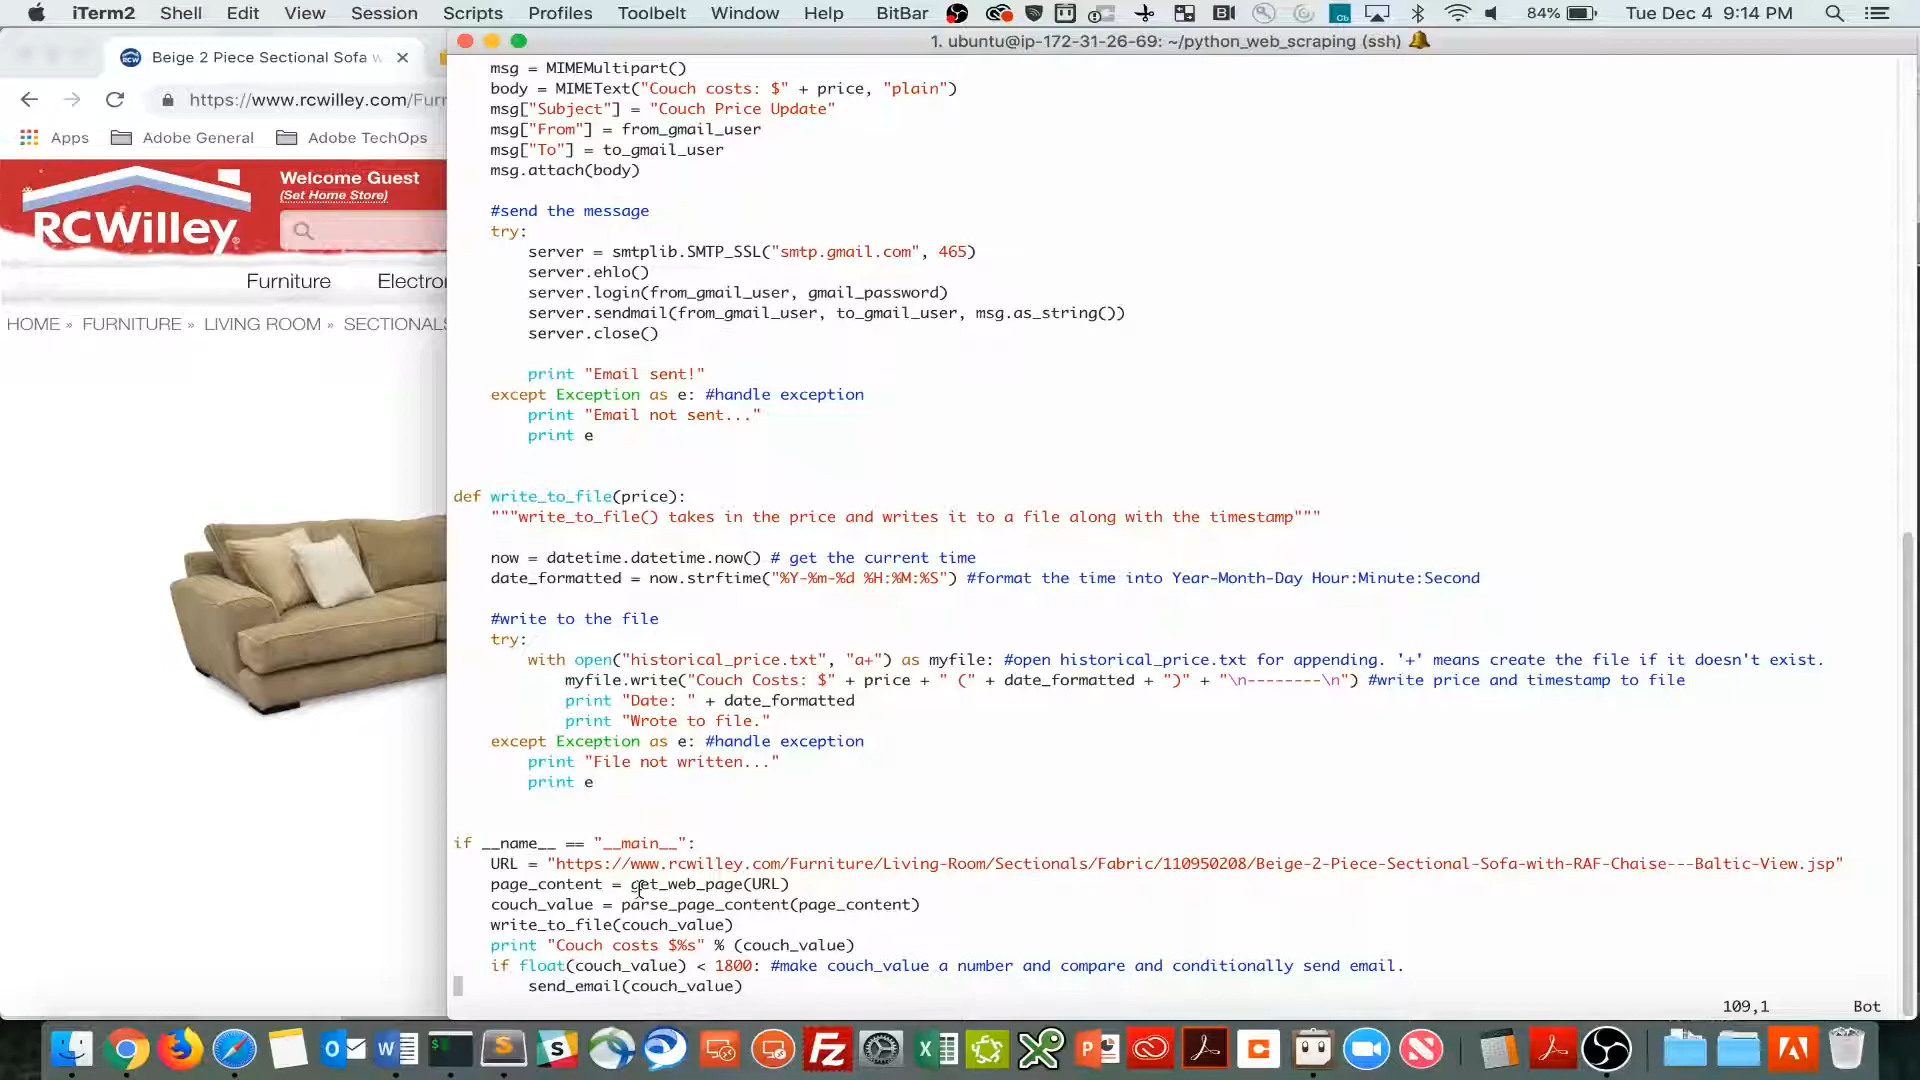 iTerm2 Shell Edit View Session Scripts Profiles Toolbelt Window Help BitBar 84% Tue Dec 4 9:14 PM
Beige 2 Piece Sectional Sofa w
https://www.rcwilley.com/Furn
Apps Adobe General Adobe TechOps
Welcome Guest
(Set Home Store)
RCWilley
Furniture Electron
HOME » FURNITURE » LIVING ROOM » SECTIONALS
1. ubuntu@ip-172-31-26-69: ~/python_web_scraping (ssh)
msg = MIMEMultipart()
body = MIMEText("Couch costs: $" + price, "plain")
msg["Subject"] = "Couch Price Update"
msg["From"] = from_gmail_user
msg["To"] = to_gmail_user
msg.attach(body)
#send the message
try:
server = smtplib.SMTP_SSL("smtp.gmail.com", 465)
server.ehlo()
server.login(from_gmail_user, gmail_password)
server.sendmail(from_gmail_user, to_gmail_user, msg.as_string())
server.close()
print "Email sent!"
except Exception as e: #handle exception
print "Email not sent..."
print e
def write_to_file(price):
"""write_to_file() takes in the price and writes it to a file along with the timestamp"""
now = datetime.datetime.now() # get the current time
date_formatted = now.strftime("%Y-%m-%d %H:%M:%S") #format the time into Year-Month-Day Hour:Minute:Second
#write to the file
try:
with open("historical_price.txt", "a+") as myfile: #open historical_price.txt for appending. '+' means create the file if it doesn't exist.
myfile.write("Couch Costs: $" + price + " (" + date_formatted + ")" + "\n--------\n") #write price and timestamp to file
print "Date: " + date_formatted
print "Wrote to file."
except Exception as e: #handle exception
print "File not written..."
print e
if __name__ == "__main__":
URL = "https://www.rcwilley.com/Furniture/Living-Room/Sectionals/Fabric/110950208/Beige-2-Piece-Sectional-Sofa-with-RAF-Chaise---Baltic-View.jsp"
page_content = get_web_page(URL)
couch_value = parse_page_content(page_content)
write_to_file(couch_value)
print "Couch costs $%s" % (couch_value)
if float(couch_value) < 1800: #make couch_value a number and compare and conditionally send email.
send_email(couch_value)
109,1 Bot